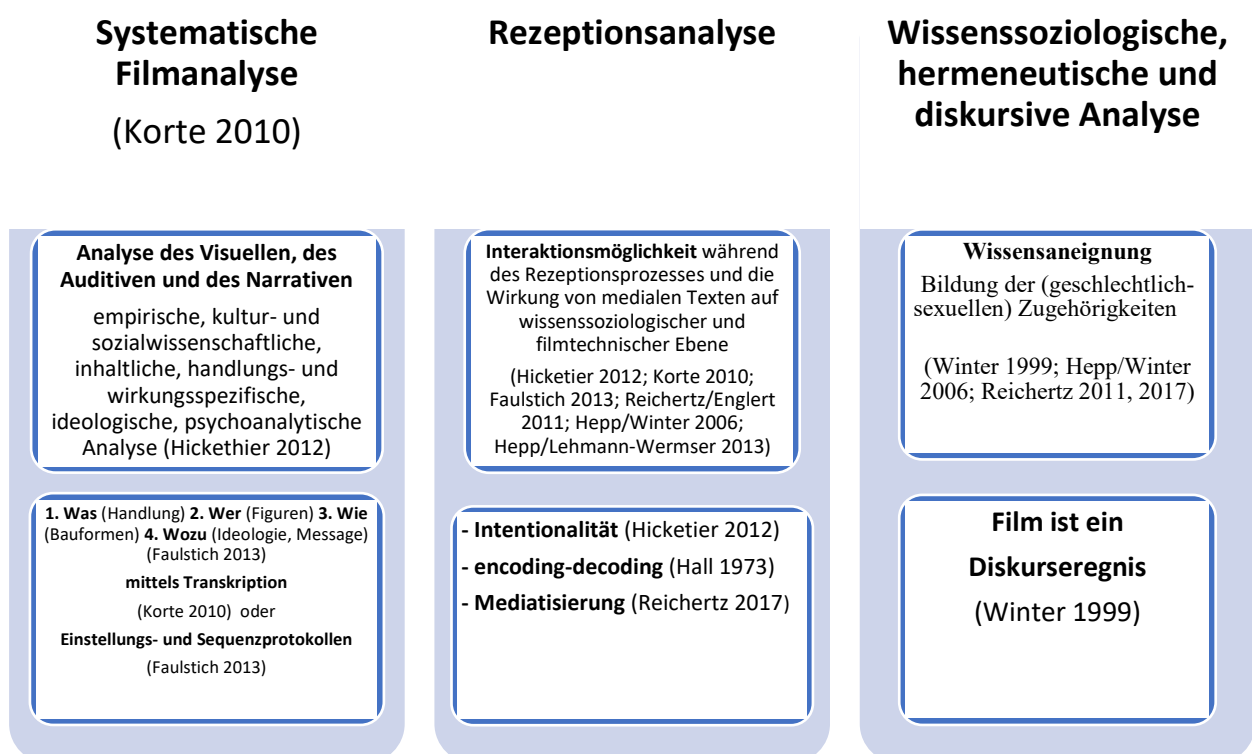 Systematische
Filmanalyse
(Korte 2010)
Analyse des Visuellen, des
Auditiven und des Narrativen
empirische, kultur- und
sozialwissenschaftliche,
inhaltliche, handlungs- und
wirkungsspezifische,
ideologische, psychoanalytische
Analyse (Hickethier 2012)
1. Was (Handlung) 2. Wer (Figuren) 3. Wie
(Bauformen) 4. Wozu (Ideologie, Message)
(Faulstich 2013)
mittels Transkription
(Korte 2010) oder
Einstellungs- und Sequenzprotokollen
(Faulstich 2013)
Rezeptionsanalyse
Interaktionsmöglichkeit während
des Rezeptionsprozesses und die
Wirkung von medialen Texten auf
wissenssoziologischer und
filmtechnischer Ebene
(Hicketier 2012; Korte 2010;
Faulstich 2013; Reichertz/Englert
2011; Hepp/Winter 2006;
Hepp/Lehmann-Wermser 2013)
- Intentionalität (Hicketier 2012)
- encoding-decoding (Hall 1973)
- Mediatisierung (Reichertz 2017)
Wissenssoziologische,
hermeneutische und
diskursive Analyse
Wissensaneignung
Bildung der (geschlechtlich-
sexuellen) Zugehörigkeiten
(Winter 1999; Hepp/Winter
2006; Reichertz 2011, 2017)
Film ist ein
Diskurseregnis
(Winter 1999)